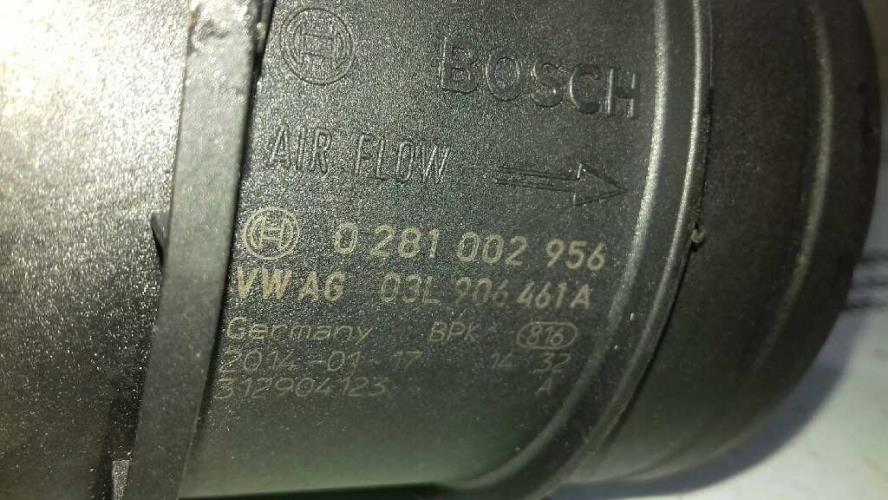 BOSCH
AIR FLOW
0 281 002 956
VW AG 03L 906 461 A
Germany BPK 816
2014-01-17 14 32
312904123 A